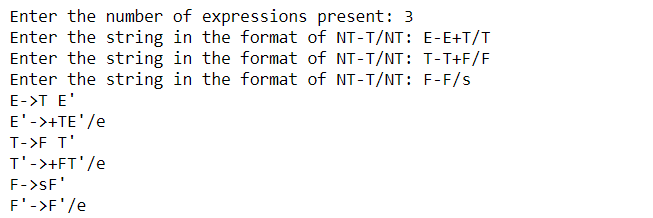 Enter the number of expressions present: 3
Enter the string in the format of NT-T/NT: E-E+T/T
Enter the string in the format of NT-T/NT: T-T+F/F
Enter the string in the format of NT-T/NT: F-F/s
E->T E'
E'->+TE'/e
T->F T'
T'->+FT'/e
F->sF'
F'->F'/e